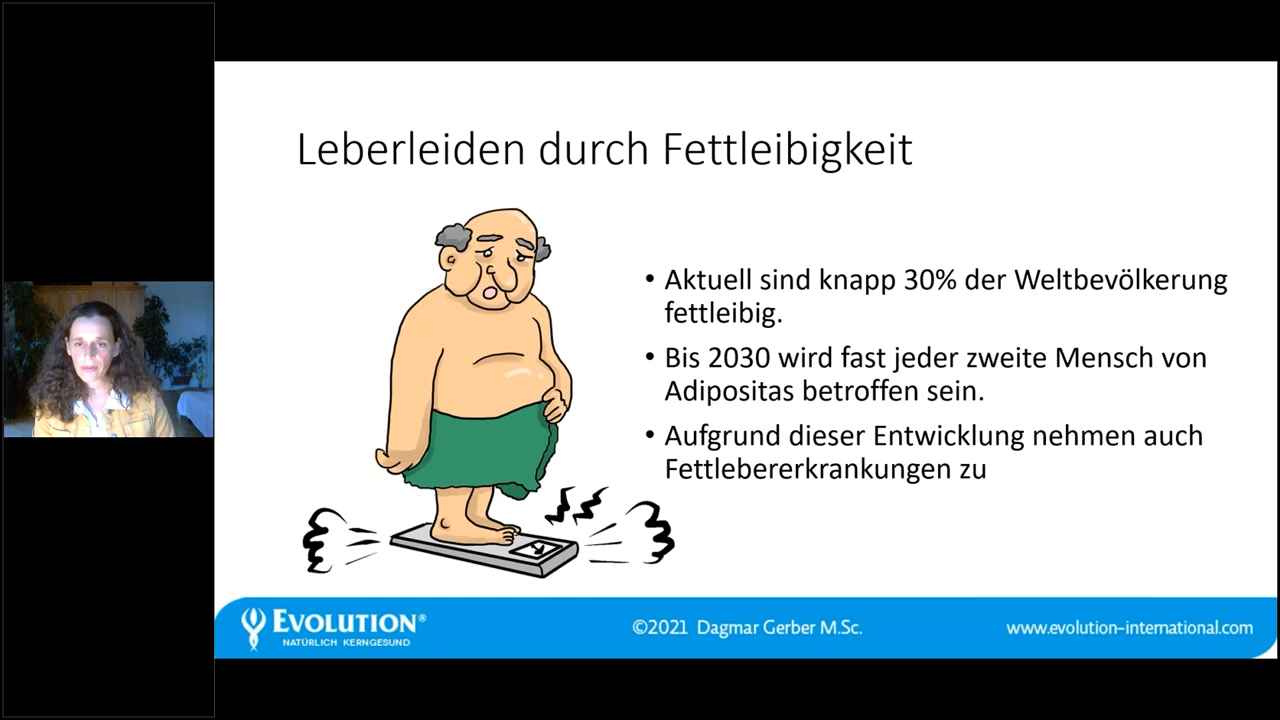 Leberleiden durch Fettleibigkeit
• Aktuell sind knapp 30% der Weltbevölkerung
fettleibig.
• Bis 2030 wird fast jeder zweite Mensch von
Adipositas betroffen sein.
• Aufgrund dieser Entwicklung nehmen auch
Fettlebererkrankungen zu
EVOLUTION®
NATÜRLICH KERNGESUND
©2021 Dagmar Gerber M.Sc.
www.evolution-international.com